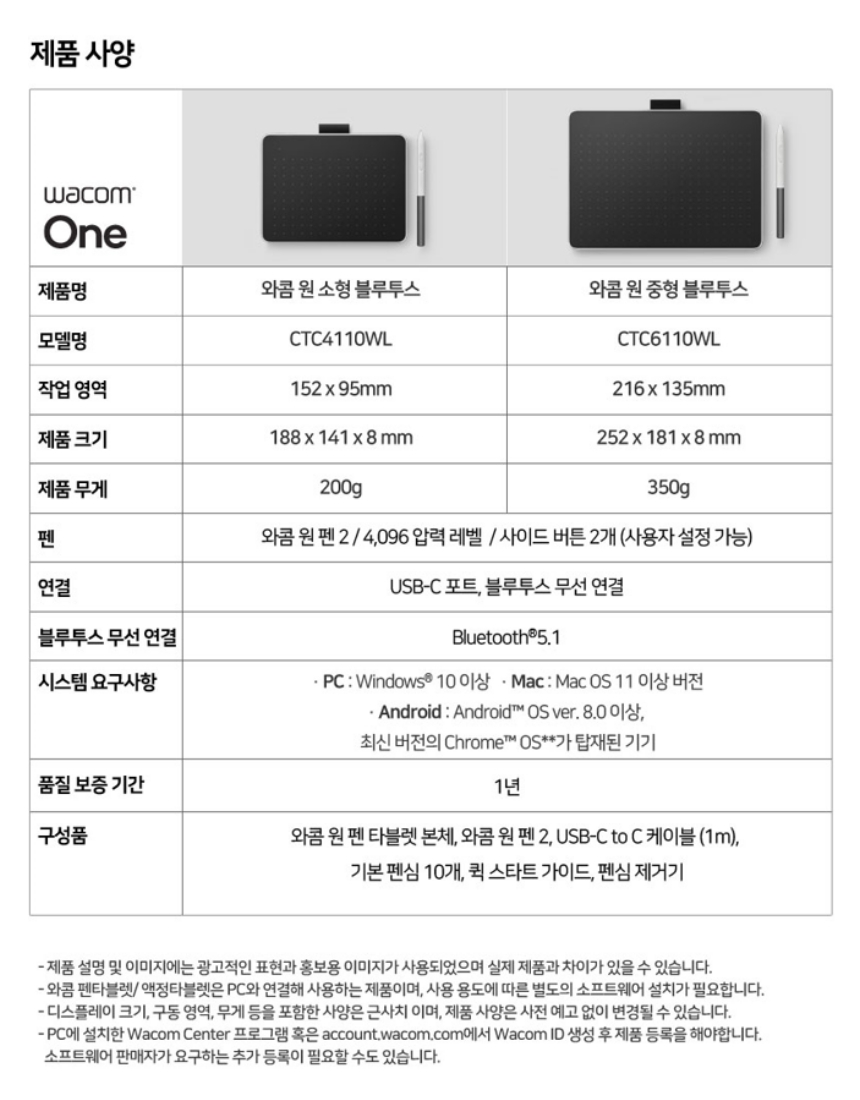 제품 사양
wacom®
One
제품명 와콤 원 소형 블루투스 와콤 원 중형 블루투스
모델명 CTC4110WL CTC6110WL
작업 영역 152 x 95mm 216 x 135mm
제품 크기 188 x 141 x 8 mm 252 x 181 x 8 mm
제품 무게 200g 350g
펜 와콤 원 펜 2 / 4,096 압력 레벨 / 사이드 버튼 2개 (사용자 설정 가능)
연결 USB-C 포트, 블루투스 무선 연결
블루투스 무선 연결 Bluetooth®5.1
시스템 요구사항 · PC : Windows® 10 이상 · Mac : Mac OS 11 이상 버전
· Android : Android™ OS ver. 8.0 이상,
최신 버전의 Chrome™ OS**가 탑재된 기기
품질 보증 기간 1년
구성품 와콤 원 펜 타블렛 본체, 와콤 원 펜 2, USB-C to C 케이블 (1m),
기본 펜심 10개, 퀵 스타트 가이드, 펜심 제거기
- 제품 설명 및 이미지에는 광고적인 표현과 홍보용 이미지가 사용되었으며 실제 제품과 차이가 있을 수 있습니다.
- 와콤 펜타블렛/ 액정타블렛은 PC와 연결해 사용하는 제품이며, 사용 용도에 따른 별도의 소프트웨어 설치가 필요합니다.
- 디스플레이 크기, 구동 영역, 무게 등을 포함한 사양은 근사치 이며, 제품 사양은 사전 예고 없이 변경될 수 있습니다.
- PC에 설치한 Wacom Center 프로그램 혹은 account.wacom.com에서 Wacom ID 생성 후 제품 등록을 해야합니다.
소프트웨어 판매자가 요구하는 추가 등록이 필요할 수도 있습니다.